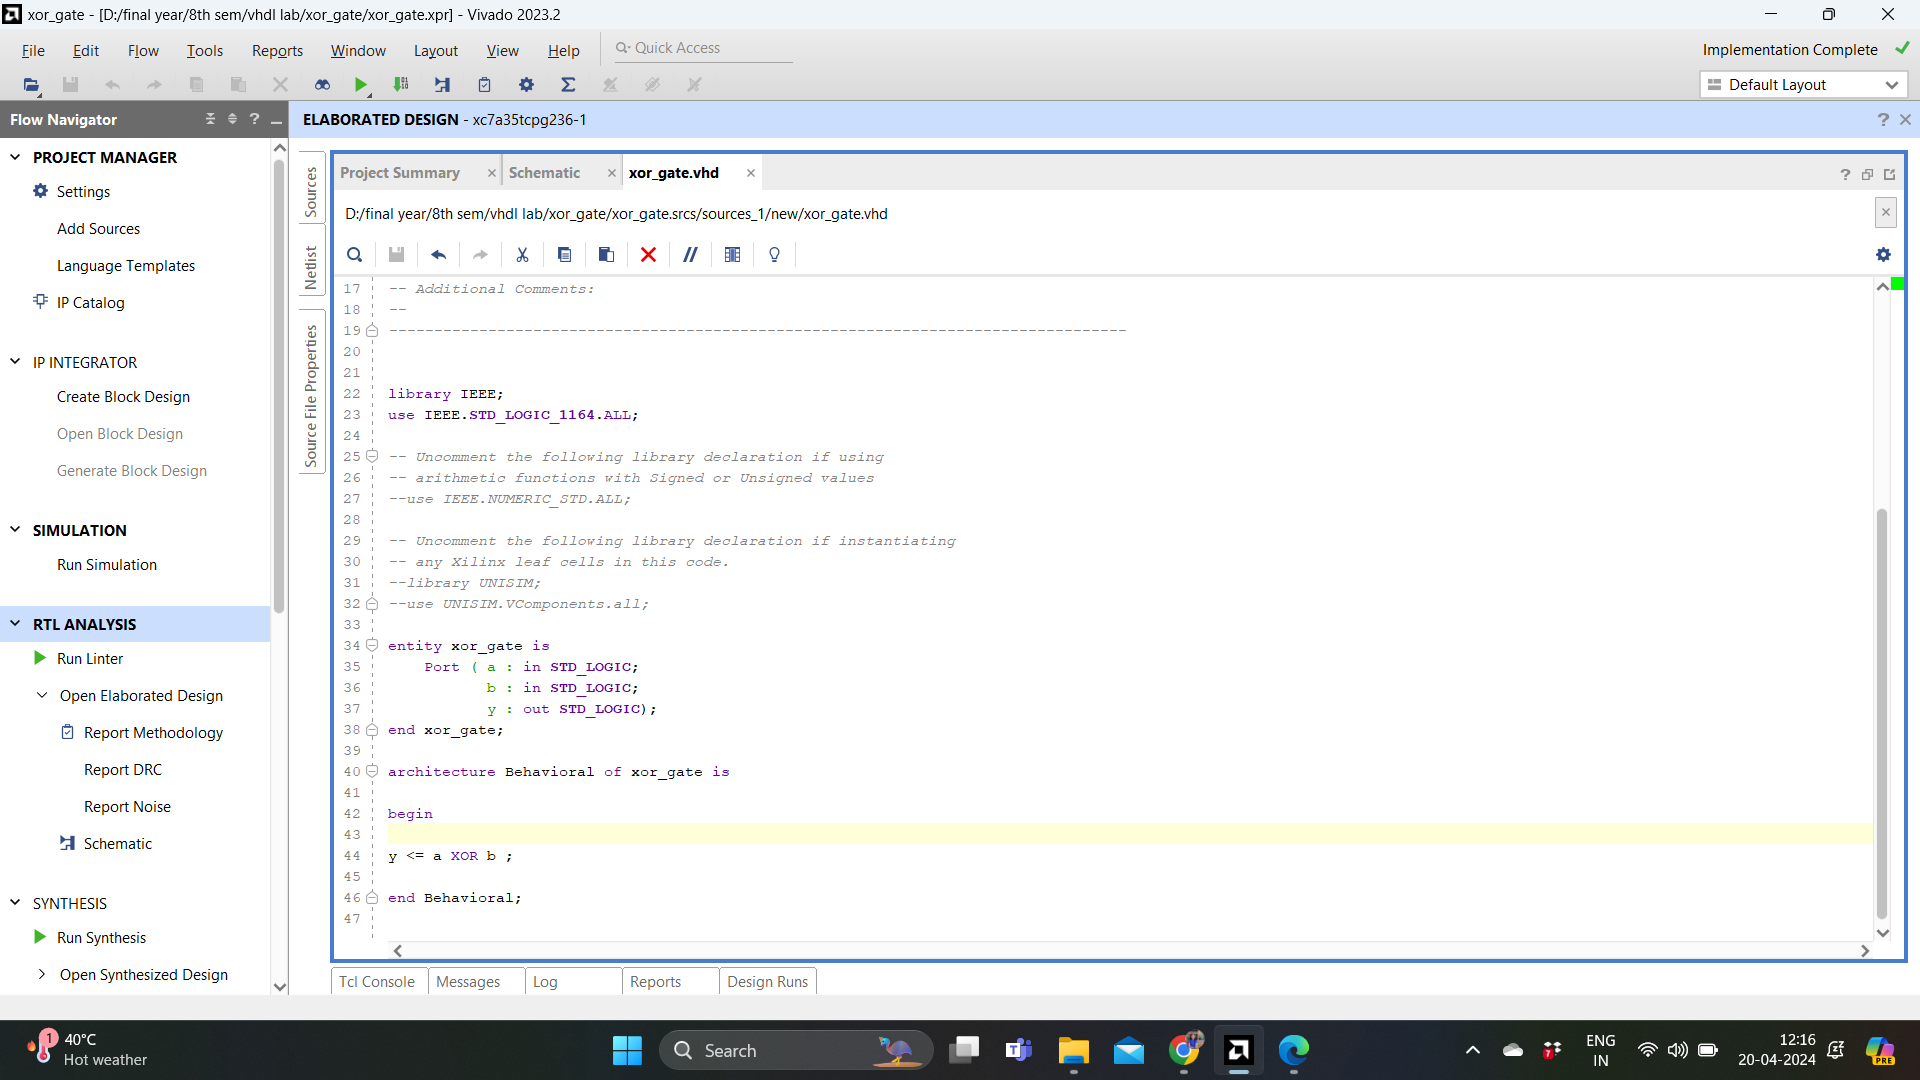 xor_gate - [D:/final year/8th sem/vhdl lab/xor_gate/xor_gate.xpr] - Vivado 2023.2
File Edit Flow Tools Reports Window Layout View Help Quick Access
Implementation Complete
Default Layout
Flow Navigator
ELABORATED DESIGN - xc7a35tcpg236-1
PROJECT MANAGER
Settings
Add Sources
Language Templates
IP Catalog
IP INTEGRATOR
Create Block Design
Open Block Design
Generate Block Design
SIMULATION
Run Simulation
RTL ANALYSIS
Run Linter
Open Elaborated Design
Report Methodology
Report DRC
Report Noise
Schematic
SYNTHESIS
Run Synthesis
Open Synthesized Design
Sources
Netlist
Source File Properties
Project Summary Schematic xor_gate.vhd
D:/final year/8th sem/vhdl lab/xor_gate/xor_gate.srcs/sources_1/new/xor_gate.vhd
17 -- Additional Comments:
18 --
19 ----------------------------------------------------------------------------------
20
21
22 library IEEE;
23 use IEEE.STD_LOGIC_1164.ALL;
24
25 -- Uncomment the following library declaration if using
26 -- arithmetic functions with Signed or Unsigned values
27 --use IEEE.NUMERIC_STD.ALL;
28
29 -- Uncomment the following library declaration if instantiating
30 -- any Xilinx leaf cells in this code.
31 --library UNISIM;
32 --use UNISIM.VComponents.all;
33
34 entity xor_gate is
35     Port ( a : in STD_LOGIC;
36            b : in STD_LOGIC;
37            y : out STD_LOGIC);
38 end xor_gate;
39
40 architecture Behavioral of xor_gate is
41
42 begin
43
44 y <= a XOR b ;
45
46 end Behavioral;
47
Tcl Console Messages Log Reports Design Runs
1
40°C
Hot weather
Search
7
ENG
IN
12:16
20-04-2024
PRE